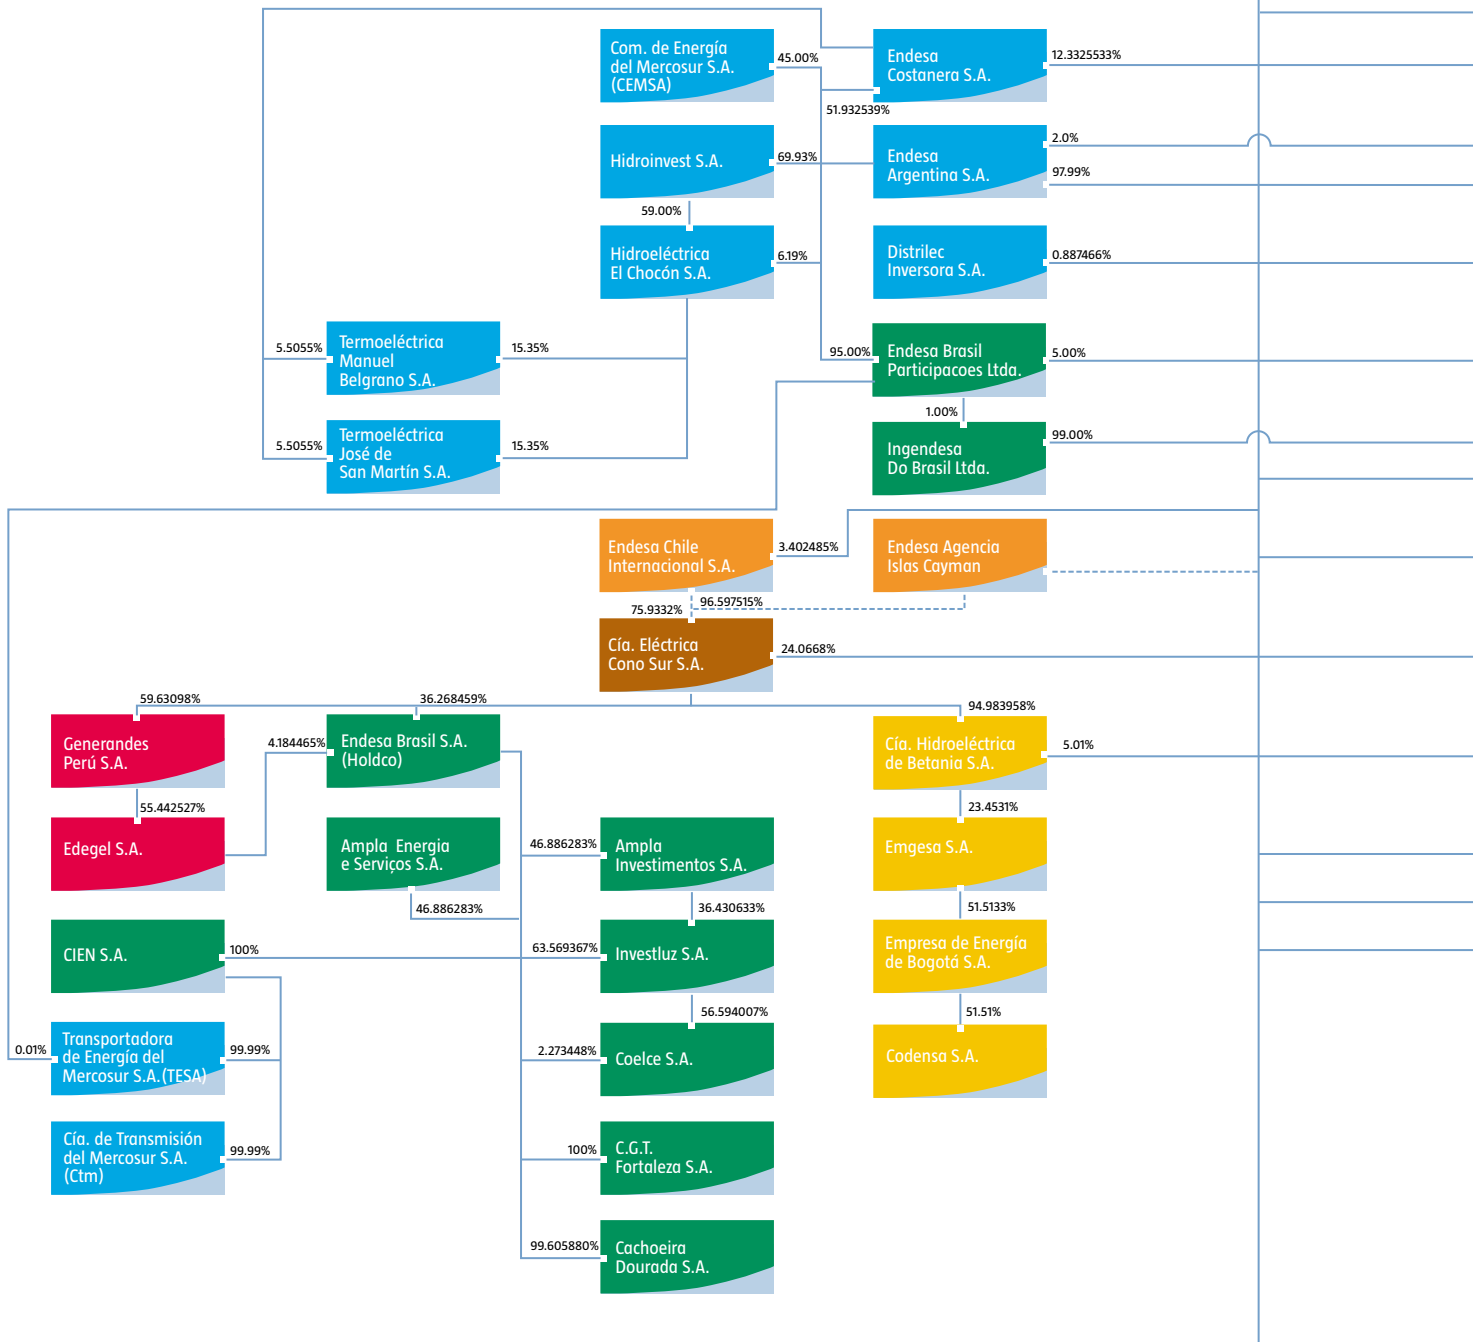 Com. de Energía
del Mercosur S.A.
(CEMSA)
45.00%
Endesa
Costanera S.A.
12.3325533%
51.932539%
Hidroinvest S.A.
69.93%
Endesa
Argentina S.A.
2.0%
97.99%
59.00%
Hidroeléctrica
El Chocón S.A.
6.19%
Distrilec
Inversora S.A.
0.887466%
5.5055%
Termoeléctrica
Manuel
Belgrano S.A.
15.35%
95.00%
Endesa Brasil
Participacoes Ltda.
5.00%
1.00%
5.5055%
Termoeléctrica
José de
San Martín S.A.
15.35%
Ingendesa
Do Brasil Ltda.
99.00%
Endesa Chile
Internacional S.A.
3.402485%
Endesa Agencia
Islas Cayman
96.597515%
75.9332%
Cía. Eléctrica
Cono Sur S.A.
24.0668%
59.63098%
36.268459%
94.983958%
Generandes
Perú S.A.
4.184465%
Endesa Brasil S.A.
(Holdco)
Cía. Hidroeléctrica
de Betania S.A.
5.01%
55.442527%
23.4531%
Edegel S.A.
Ampla Energia
e Serviços S.A.
46.886283%
Ampla
Investimentos S.A.
Emgesa S.A.
46.886283%
36.430633%
51.5133%
CIEN S.A.
100%
63.569367%
Investluz S.A.
Empresa de Energía
de Bogotá S.A.
56.594007%
51.51%
0.01%
Transportadora
de Energía del
Mercosur S.A.(TESA)
99.99%
2.273448%
Coelce S.A.
Codensa S.A.
Cía. de Transmisión
del Mercosur S.A.
(Ctm)
99.99%
100%
C.G.T.
Fortaleza S.A.
99.605880%
Cachoeira
Dourada S.A.